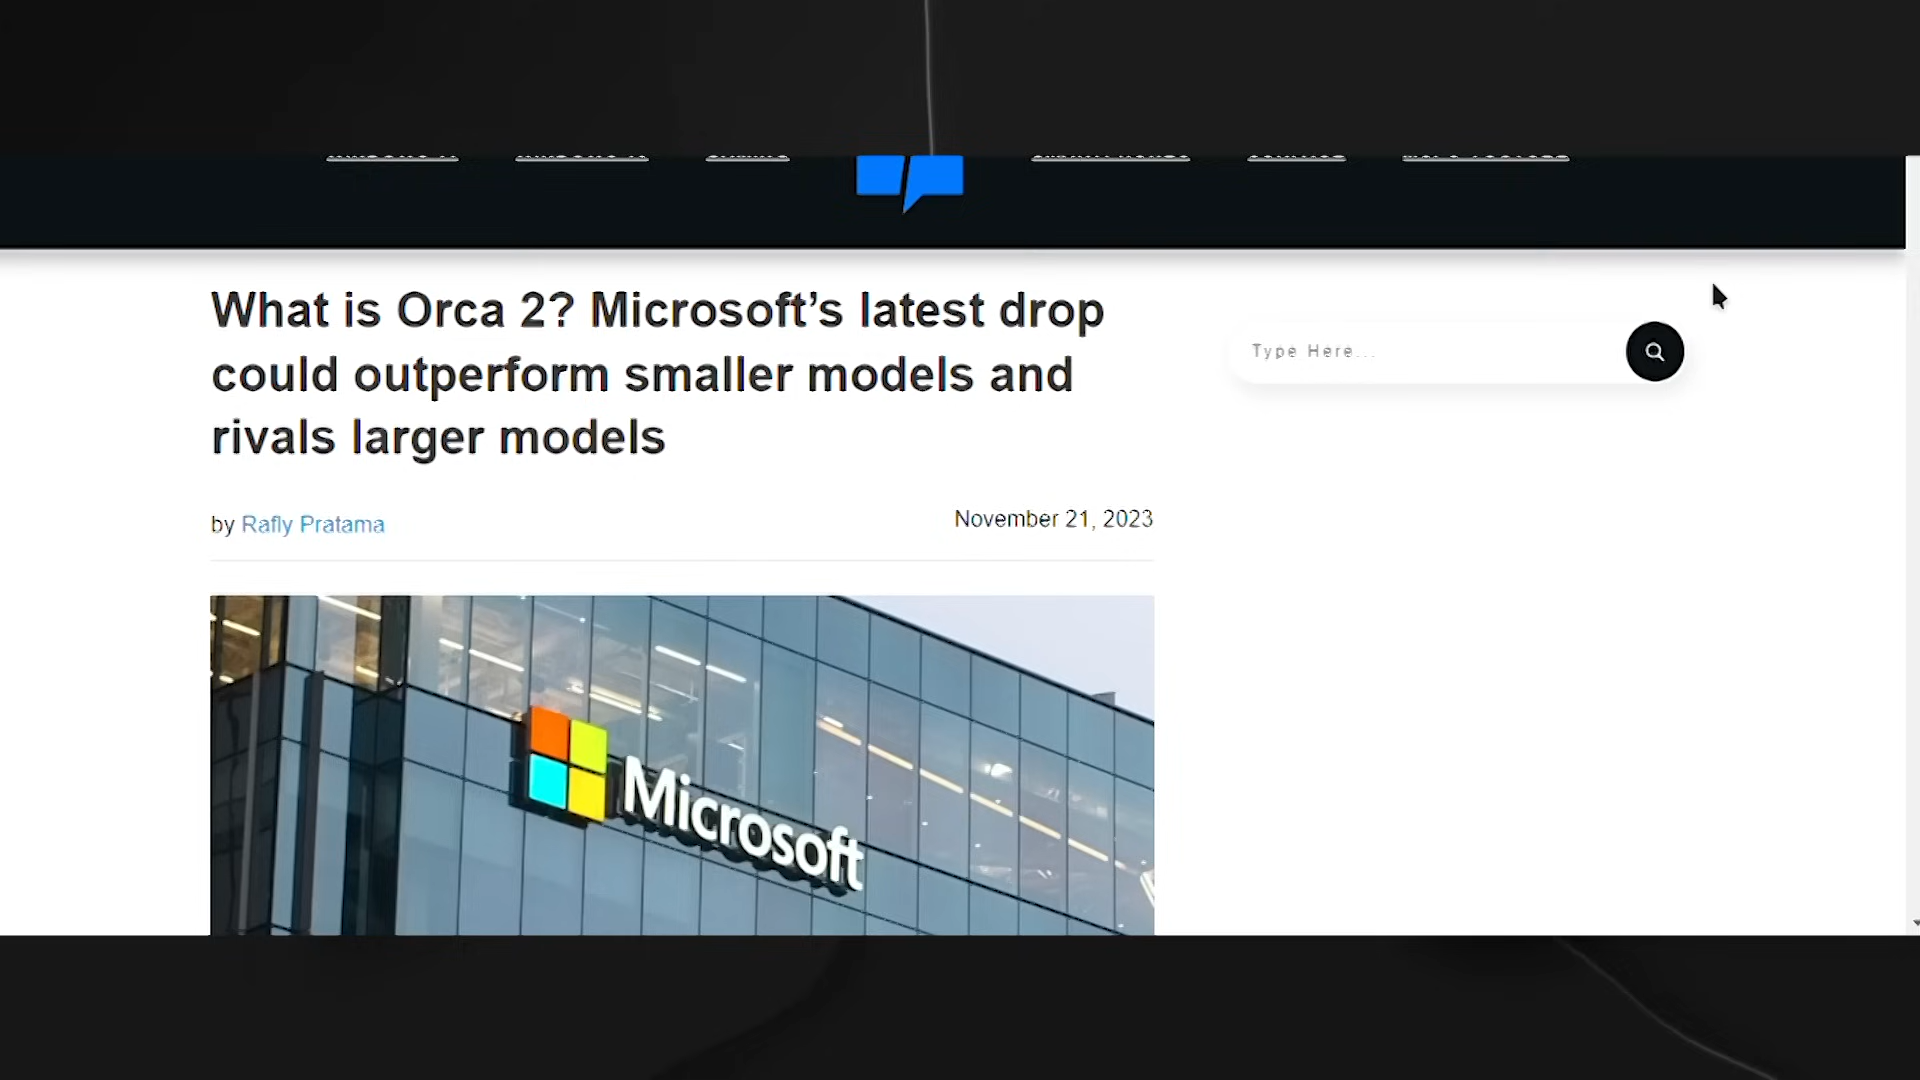 What is Orca 2? Microsoft’s latest drop
could outperform smaller models and
rivals larger models
Type Here...
by Rafly Pratama
November 21, 2023
Microsoft